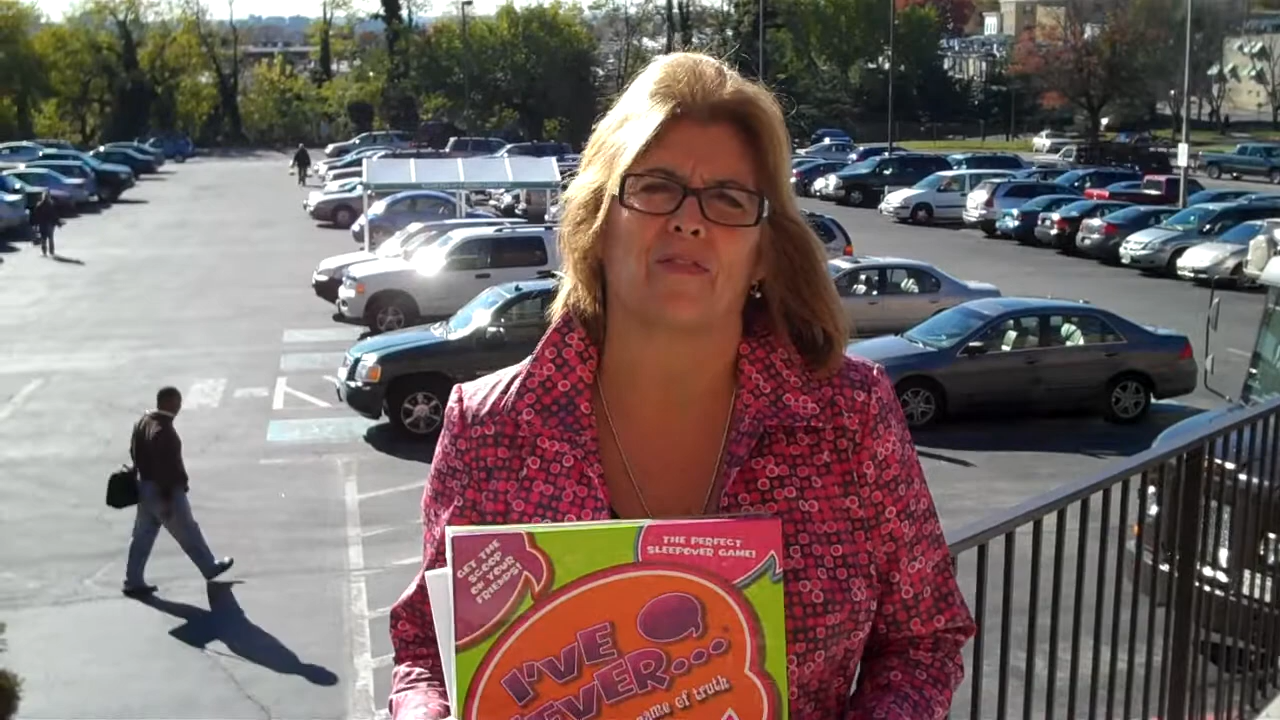 GET THE
SCOOP
ON YOUR
FRIENDS!
THE PERFECT
SLEEPOVER GAME!
I'VE
NEVER...
game of truth